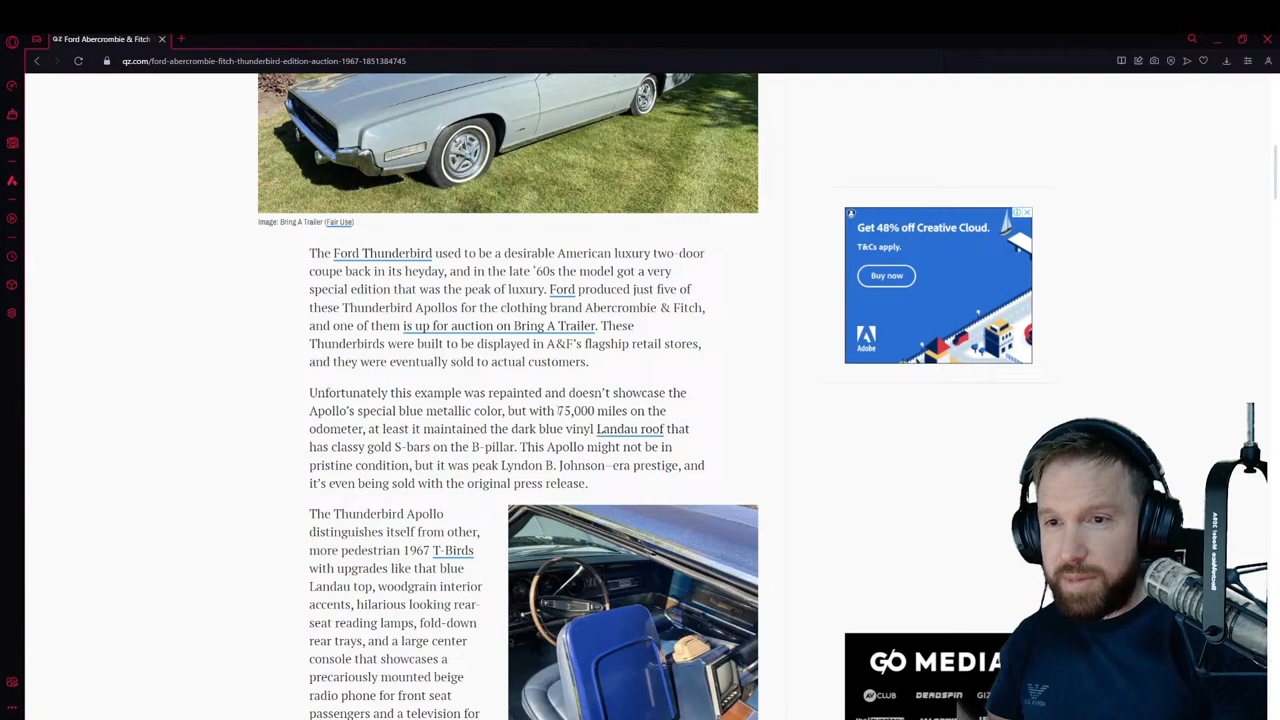 QZ Ford Abercrombie & Fitch
qz.com/ford-abercrombie-fitch-thunderbird-edition-auction-1967-1851384745
Image: Bring A Trailer (Fair Use)
The Ford Thunderbird used to be a desirable American luxury two-door
coupe back in its heyday, and in the late ‘60s the model got a very
special edition that was the peak of luxury. Ford produced just five of
these Thunderbird Apollos for the clothing brand Abercrombie & Fitch,
and one of them is up for auction on Bring A Trailer. These
Thunderbirds were built to be displayed in A&F’s flagship retail stores,
and they were eventually sold to actual customers.
Unfortunately this example was repainted and doesn’t showcase the
Apollo’s special blue metallic color, but with 75,000 miles on the
odometer, at least it maintained the dark blue vinyl Landau roof that
has classy gold S-bars on the B-pillar. This Apollo might not be in
pristine condition, but it was peak Lyndon B. Johnson–era prestige, and
it’s even being sold with the original press release.
The Thunderbird Apollo
distinguishes itself from other,
more pedestrian 1967 T-Birds
with upgrades like that blue
Landau top, woodgrain interior
accents, hilarious looking rear-
seat reading lamps, fold-down
rear trays, and a large center
console that showcases a
precariously mounted beige
radio phone for front seat
passengers and a television for
Get 48% off Creative Cloud.
T&Cs apply.
Buy now
Adobe
GO MEDIA
AV CLUB
DEADSPIN